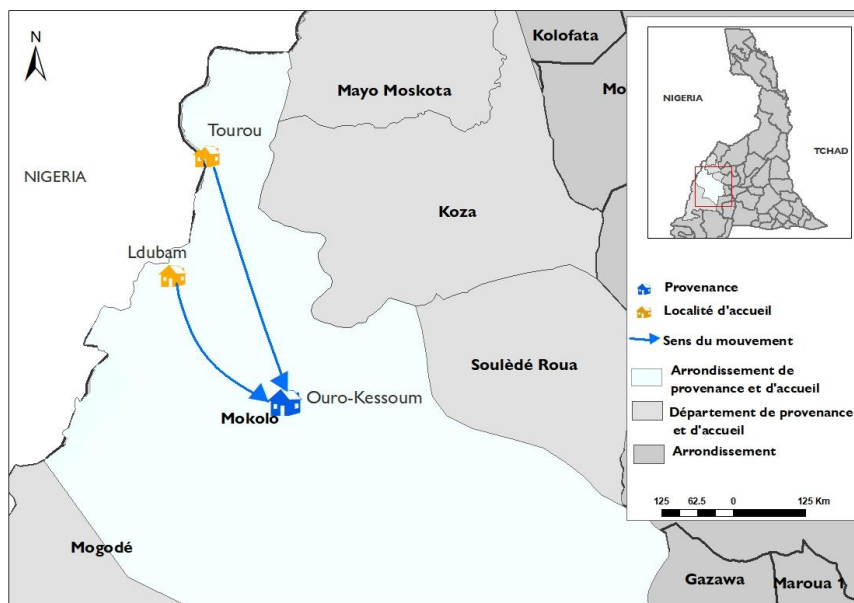 N
Kolofata
Mayo Moskota
Mo
Tourou
NIGERIA
Koza
Ldubam
Soulèdé Roua
Ouro-Kessoum
Mokolo
Mogodé
Gazawa
Maroua 1
NIGERIA
TCHAD
Provenance
Localité d'accueil
Sens du mouvement
Arrondissement de
provenance et d'accueil
Département de provenance
et d'accueil
Arrondissement
125 62.5 0 125 Km